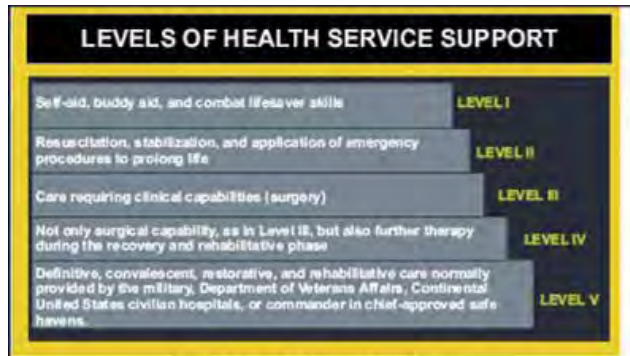 LEVELS OF HEALTH SERVICE SUPPORT
Self-aid, buddy aid, and combat lifesaver skills
LEVEL I
Resuscitation, stabilization, and application of emergency
procedures to prolong life
LEVEL II
Care requiring clinical capabilities (surgery)
LEVEL III
Not only surgical capability, as in Level III, but also further therapy
during the recovery and rehabilitative phase
LEVEL IV
Definitive, convalescent, restorative, and rehabilitative care normally
provided by the military, Department of Veterans Affairs, Continental
United States civilian hospitals, or commander in chief-approved safe
havens.
LEVEL V